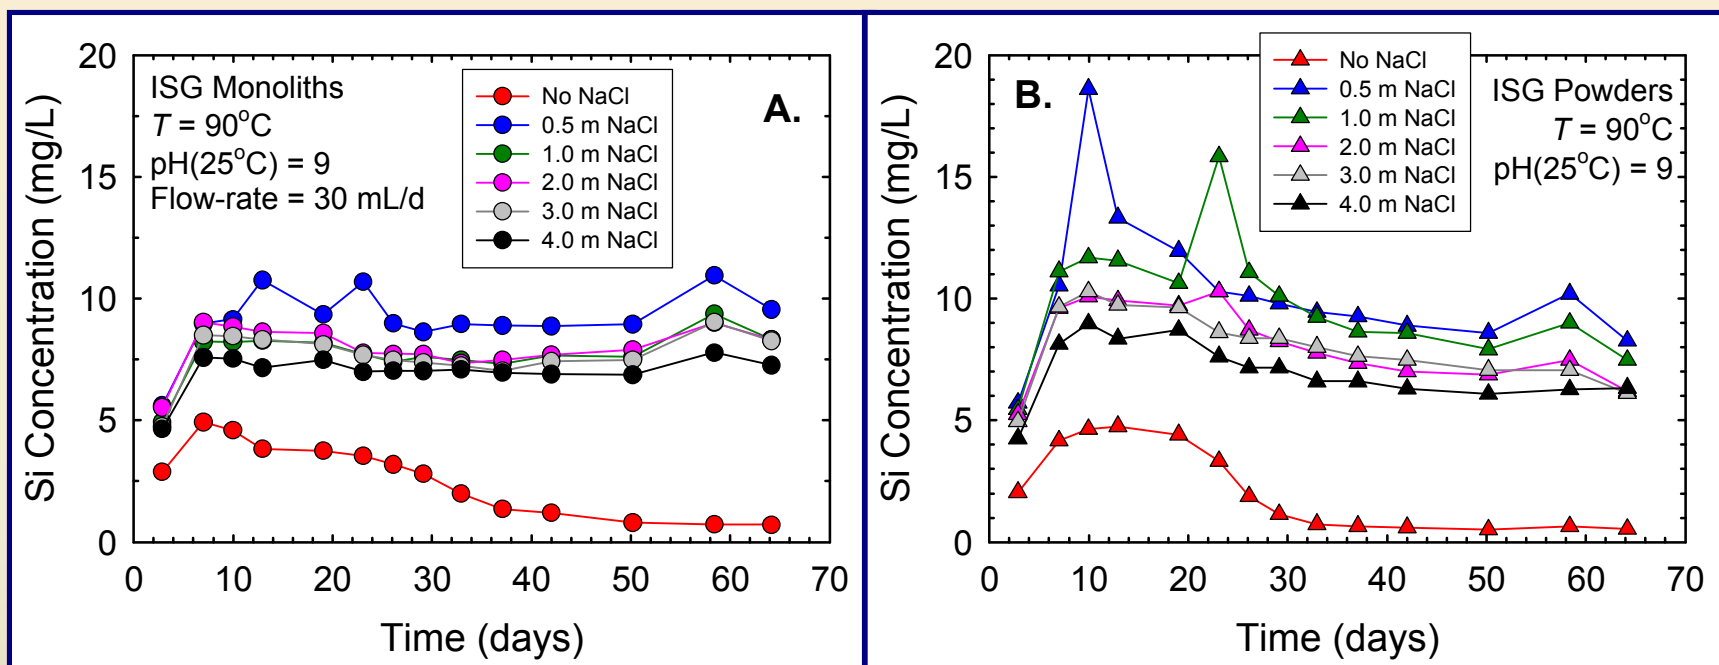 ISG Monoliths
T = 90°C
pH(25°C) = 9
Flow-rate = 30 mL/d
No NaCl
0.5 m NaCl
1.0 m NaCl
2.0 m NaCl
3.0 m NaCl
4.0 m NaCl
A.
Si Concentration (mg/L)
20
15
10
5
0
0 10 20 30 40 50 60 70
Time (days)
B.
No NaCl
0.5 m NaCl
1.0 m NaCl
2.0 m NaCl
3.0 m NaCl
4.0 m NaCl
ISG Powders
T = 90°C
pH(25°C) = 9
Si Concentration (mg/L)
20
15
10
5
0
0 10 20 30 40 50 60 70
Time (days)